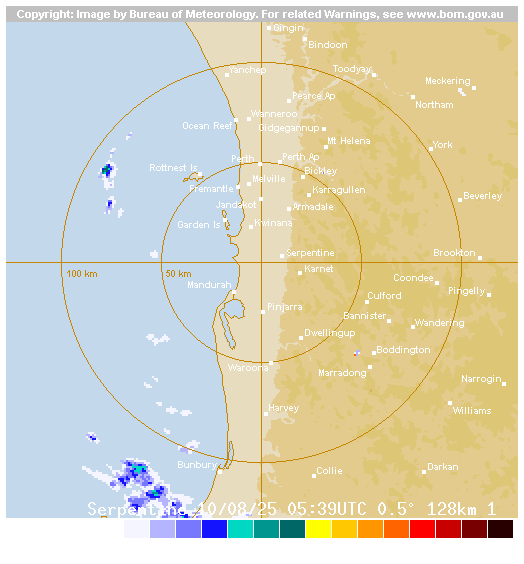 Copyright: Image by Bureau of Meteorology. For related Warnings, see www.bom.gov.au
Gingin
Bindoon
Yanchep
Toodyay
Meckering
Pearce Ap
Northam
Wanneroo
Ocean Reef
Gidgegannup
Mt Helena
York
Perth
Perth Ap
Rottnest Is
Bickley
Melville
Fremantle
Karragullen
Beverley
Jandakot
Armadale
Garden Is
Kwinana
Serpentine
Brookton
100 km
50 km
Karnet
Mandurah
Coondee
Pingelly
Culford
Pinjarra
Bannister
Wandering
Dwellingup
Boddington
Waroona
Marradong
Narrogin
Harvey
Williams
Bunbury
Collie
Darkan
Serpentine 10/08/25 05:39UTC 0.5° 128km 1